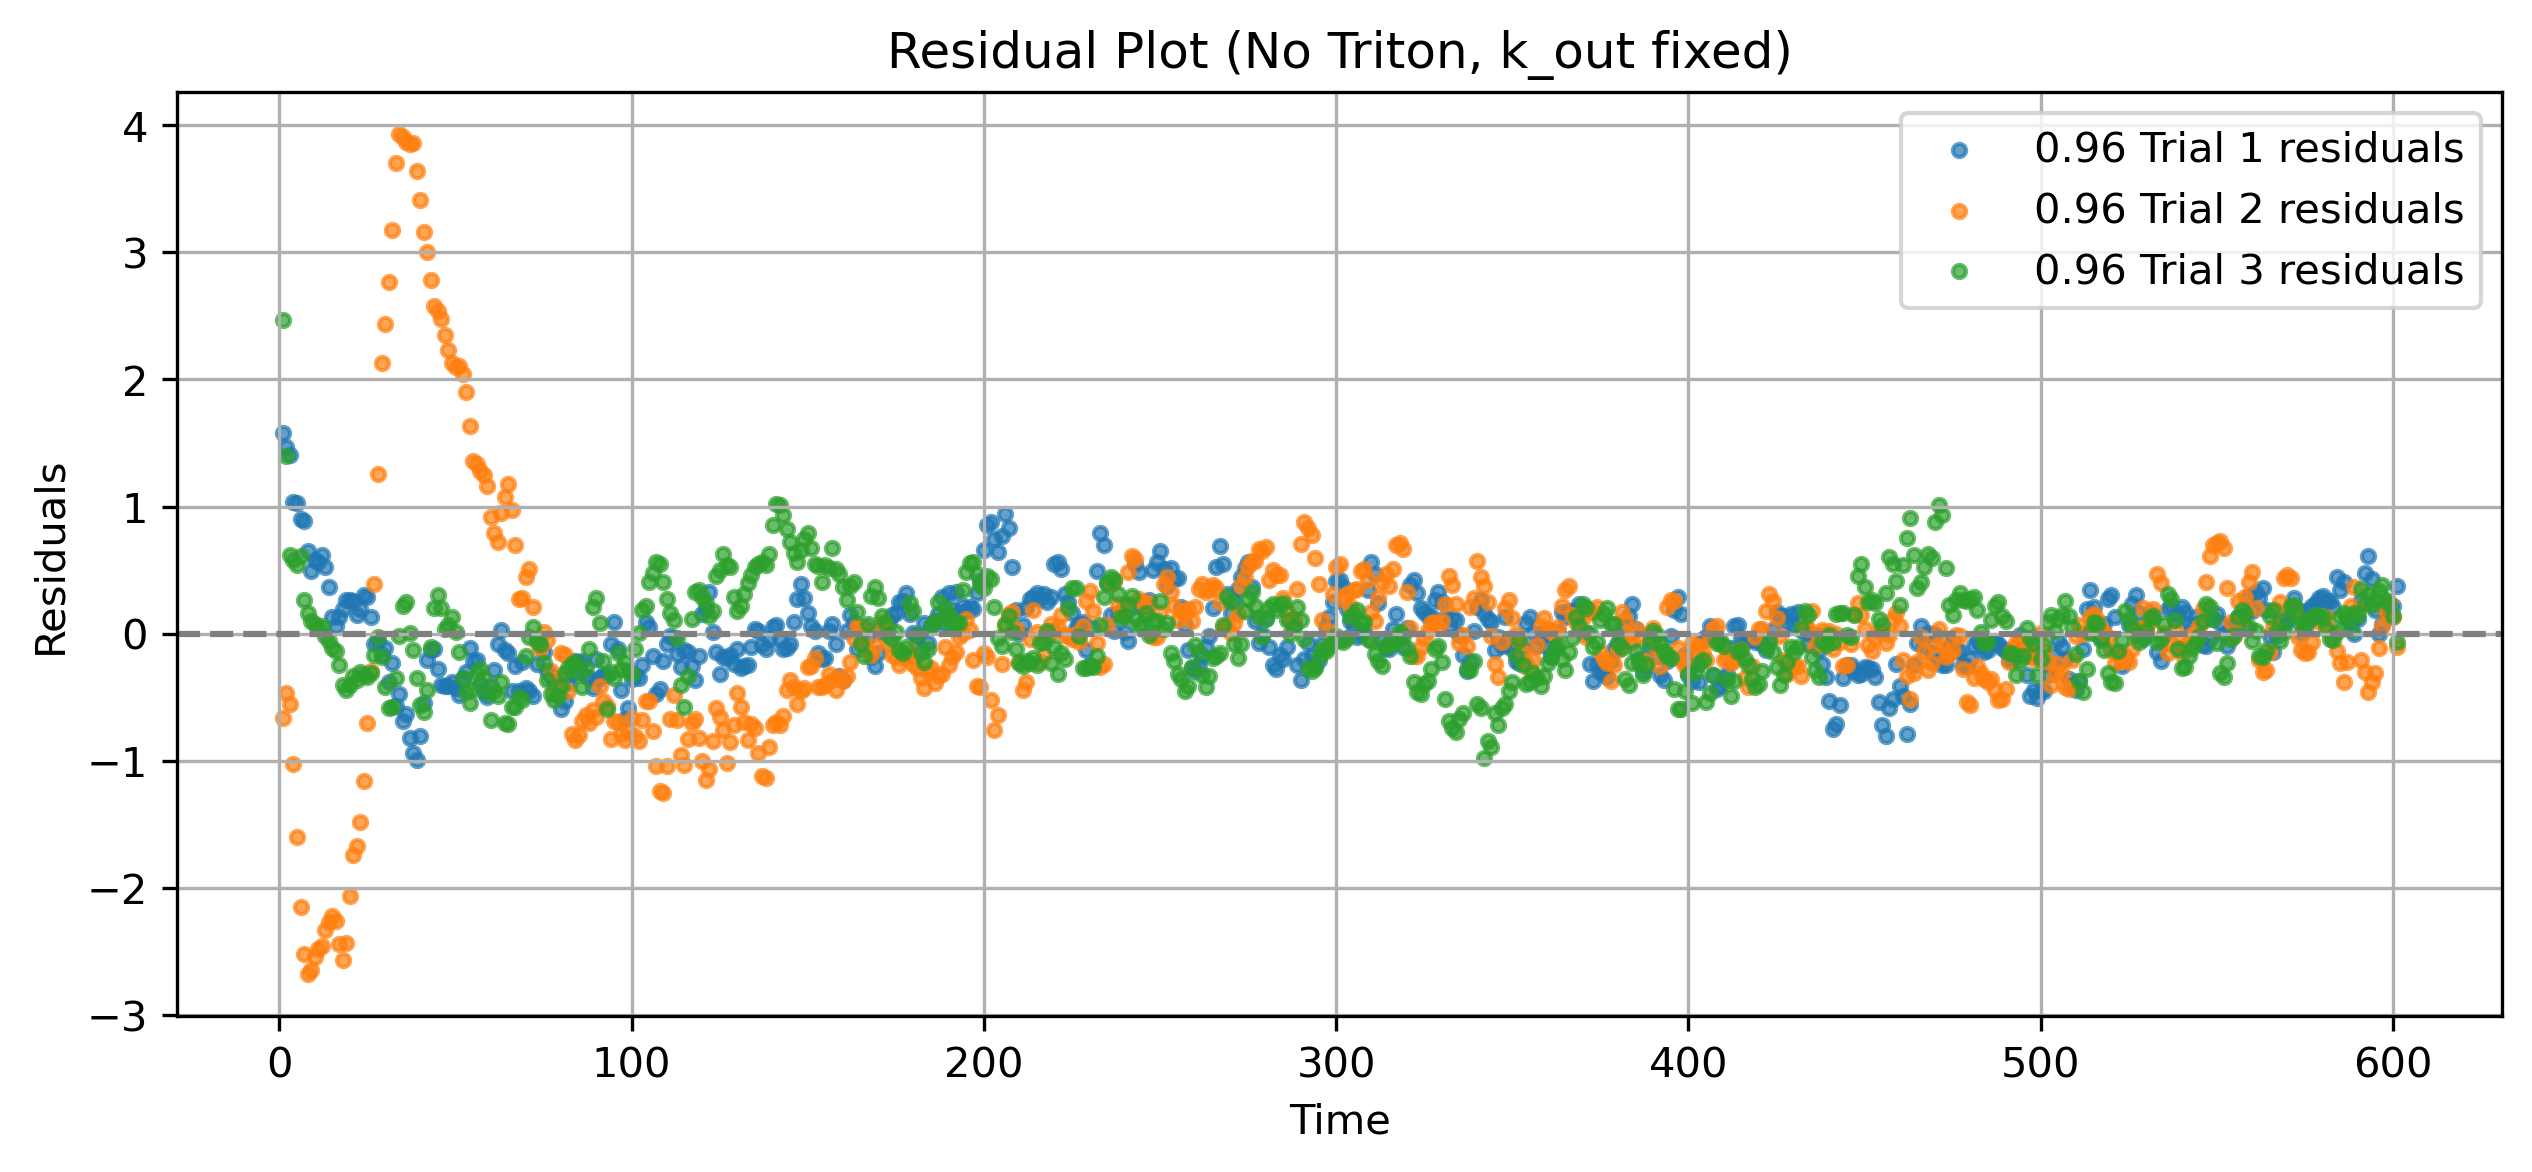 Residual Plot (No Triton, k_out fixed)
0.96 Trial 1 residuals
0.96 Trial 2 residuals
0.96 Trial 3 residuals
Residuals
4
3
2
1
0
−1
−2
−3
0 100 200 300 400 500 600
Time